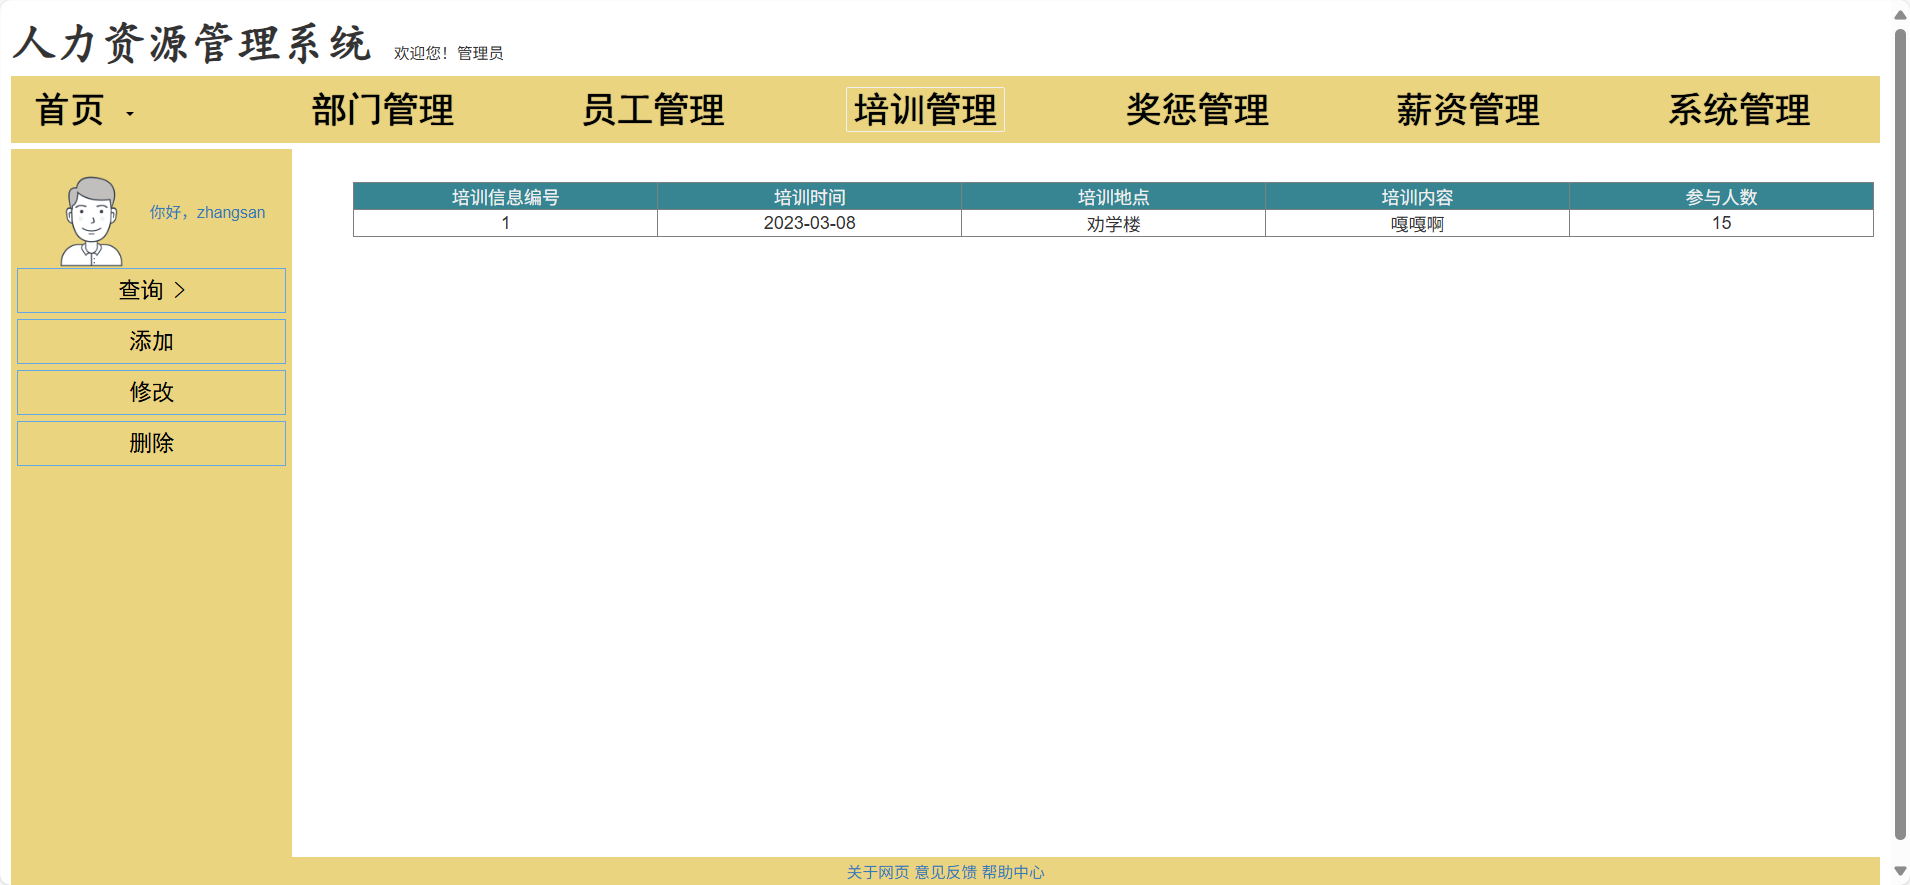 人力资源管理系统 欢迎您！管理员
首页 部门管理 员工管理 培训管理 奖惩管理 薪资管理 系统管理
你好，zhangsan
查询 >
添加
修改
删除
培训信息编号 培训时间 培训地点 培训内容 参与人数
1 2023-03-08 劝学楼 嘎嘎啊 15
关于网页 意见反馈 帮助中心